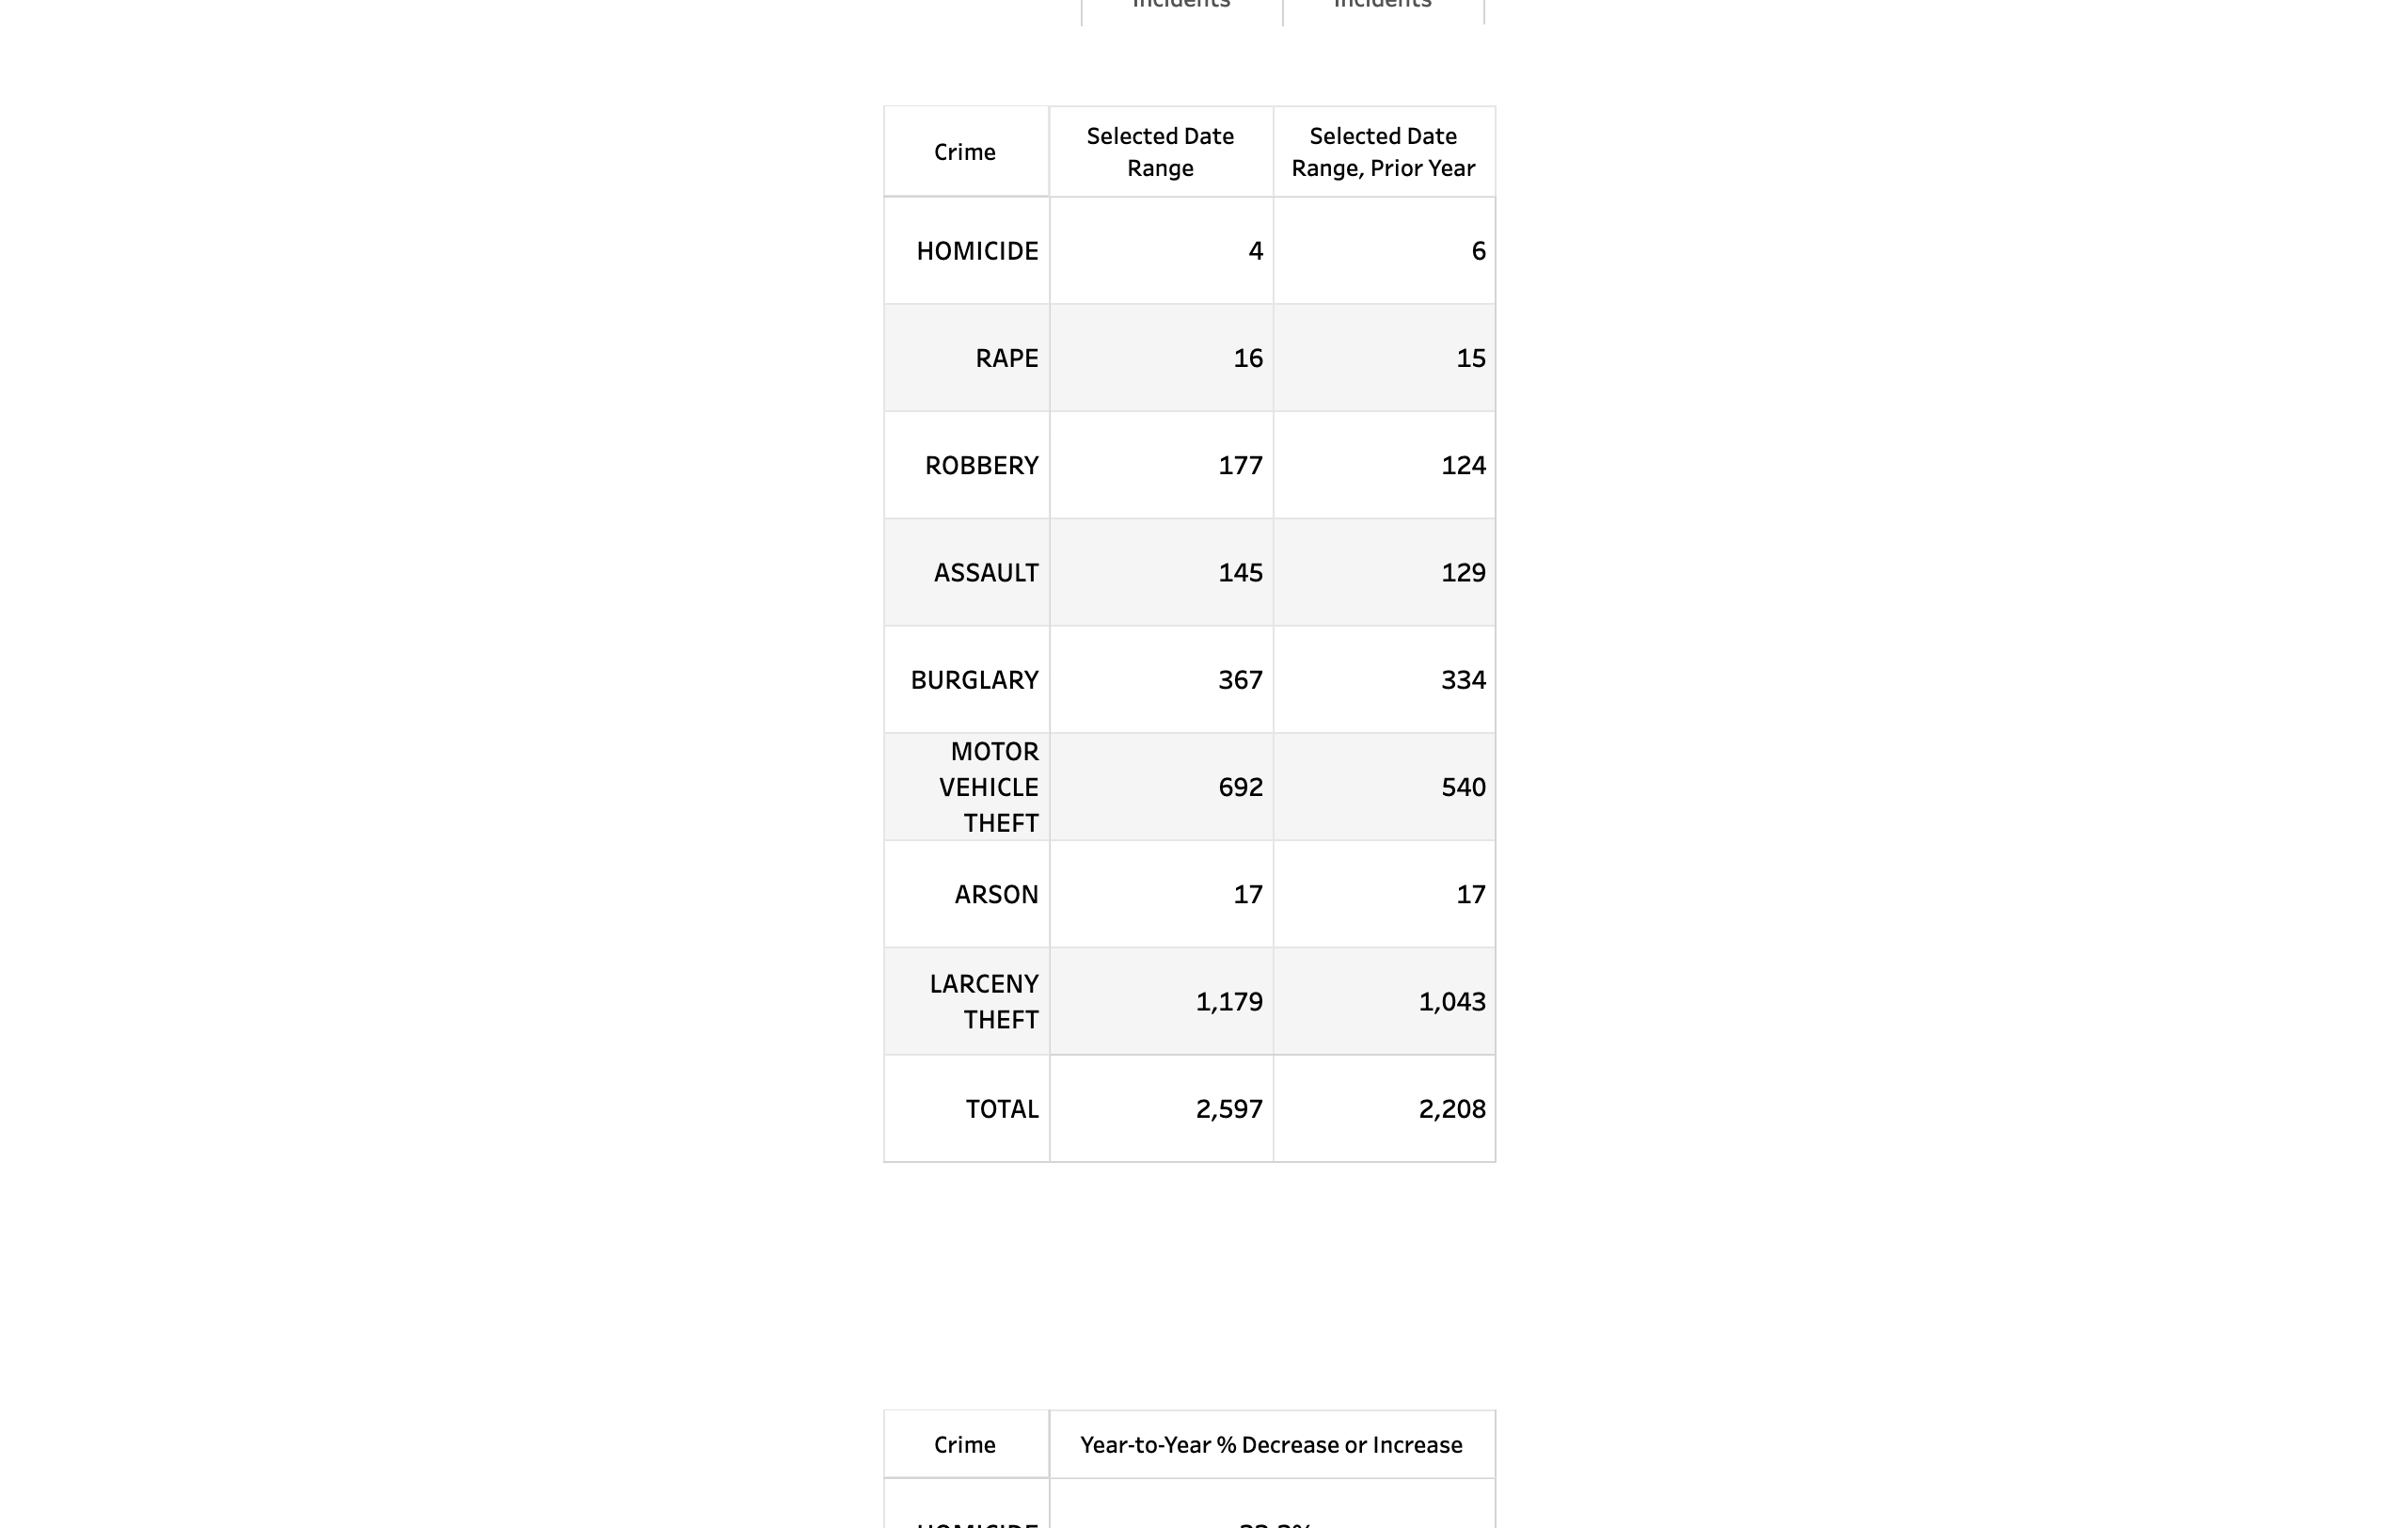 Incidents Incidents
Crime Selected Date Range Selected Date Range, Prior Year
HOMICIDE 4 6
RAPE 16 15
ROBBERY 177 124
ASSAULT 145 129
BURGLARY 367 334
MOTOR VEHICLE THEFT 692 540
ARSON 17 17
LARCENY THEFT 1,179 1,043
TOTAL 2,597 2,208
Crime Year-to-Year % Decrease or Increase
HOMICIDE